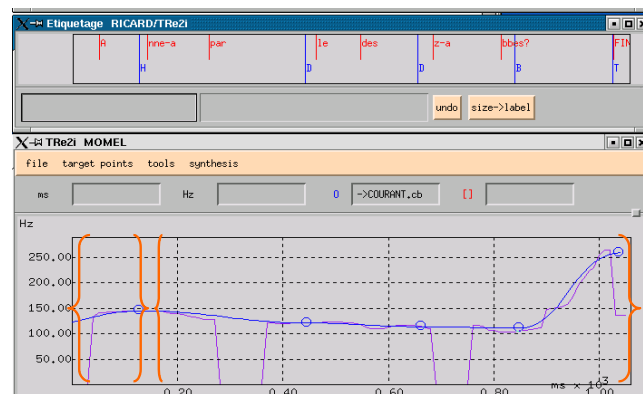 Etiquetage RICARD/TRe2i
A nne-a par le des z-a bbes? FIN
H D D B T
undo size->label
TRe2i MOMEL
file target points tools synthesis
ms Hz 0 ->COURANT.cb []
Hz
250.00
200.00
150.00
100.00
50.00
ms x 10³
0.20 0.40 0.60 0.80 1.00